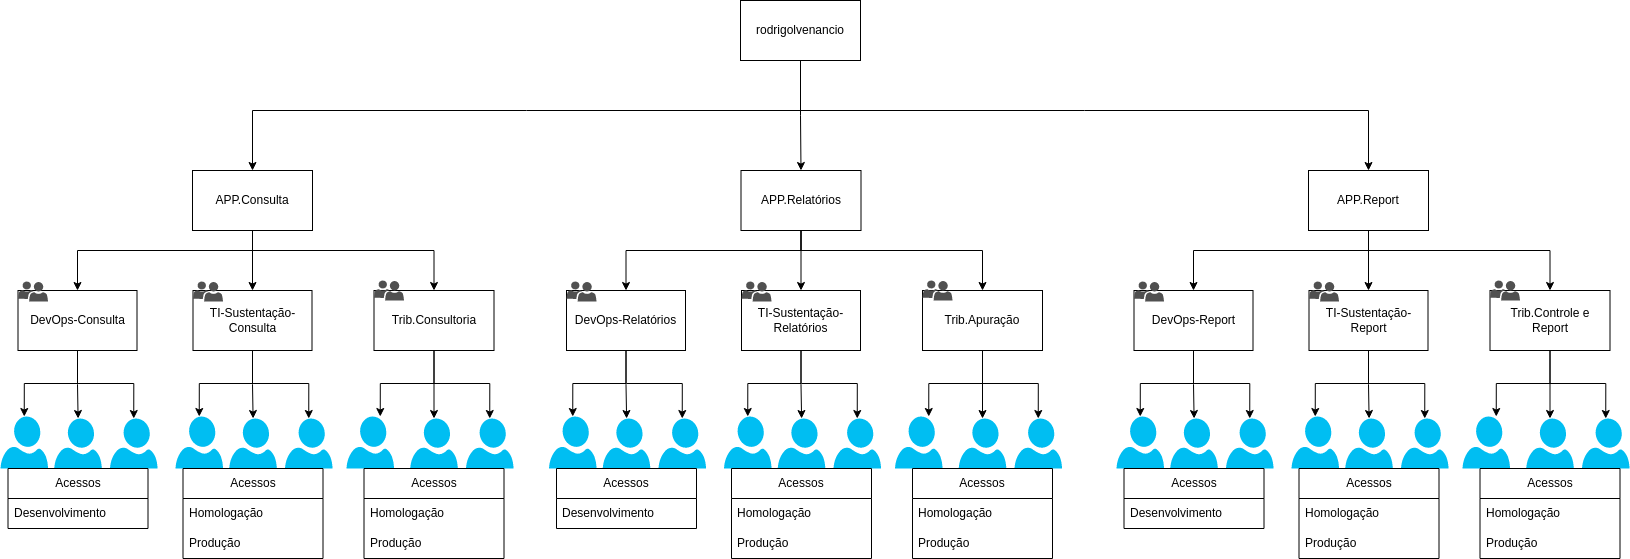 rodrigolvenancio
APP.Consulta
APP.Relatórios
APP.Report
DevOps-Consulta
TI-Sustentação-
Consulta
Trib.Consultoria
DevOps-Relatórios
TI-Sustentação-
Relatórios
Trib.Apuração
DevOps-Report
TI-Sustentação-
Report
Trib.Controle e
Report
Acessos
Desenvolvimento
Acessos
Homologação
Produção
Acessos
Homologação
Produção
Acessos
Desenvolvimento
Acessos
Homologação
Produção
Acessos
Homologação
Produção
Acessos
Desenvolvimento
Acessos
Homologação
Produção
Acessos
Homologação
Produção